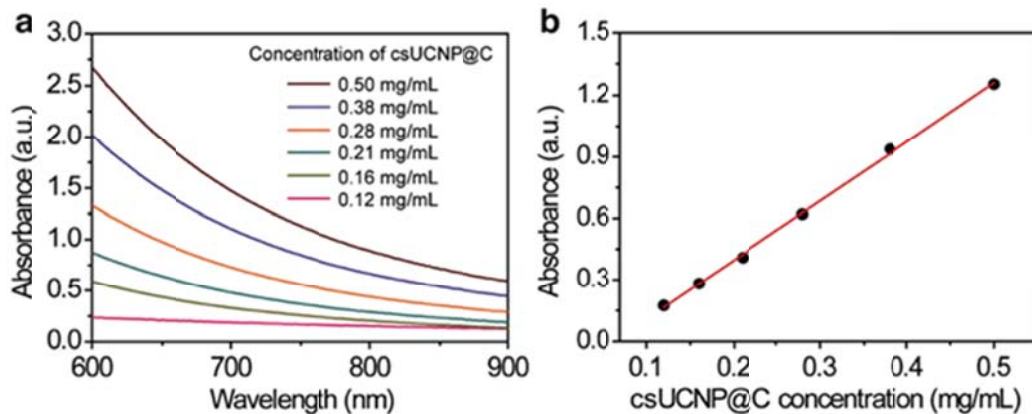 a
3.0
2.5
2.0
1.5
1.0
0.5
0.0
600
700
800
900
Absorbance (a.u.)
Wavelength (nm)
Concentration of csUCNP@C
0.50 mg/mL
0.38 mg/mL
0.28 mg/mL
0.21 mg/mL
0.16 mg/mL
0.12 mg/mL
b
1.5
1.2
0.9
0.6
0.3
0.0
0.1
0.2
0.3
0.4
0.5
Absorbance (a.u.)
csUCNP@C concentration (mg/mL)